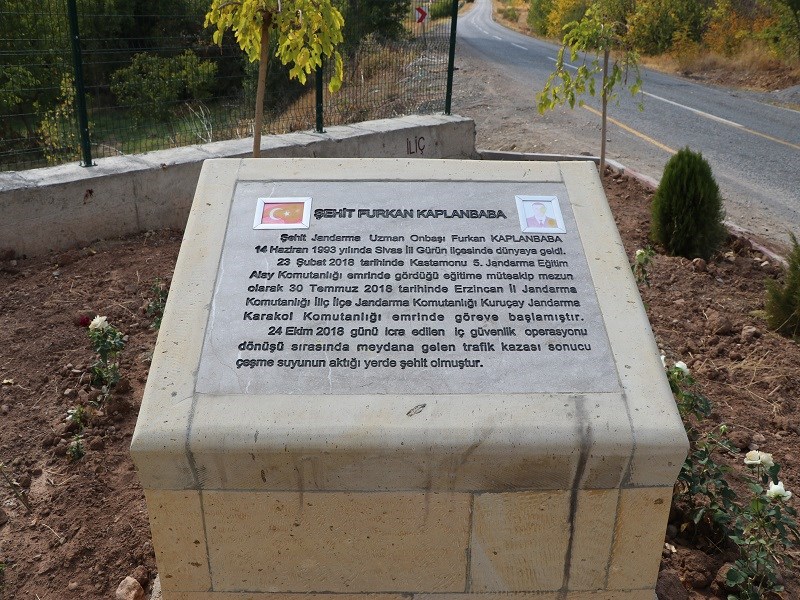 İLİÇ
ŞEHİT FURKAN KAPLANBABA
Şehit Jandarma Uzman Onbaşı Furkan KAPLANBABA
14 Haziran 1993 yılında Sivas İli Gürün ilçesinde dünyaya geldi.
23 Şubat 2018 tarihinde Kastamonu 5. Jandarma Eğitim
Alay Komutanlığı emrinde gördüğü eğitime müteakip mezun
olarak 30 Temmuz 2018 tarihinde Erzincan İl Jandarma
Komutanlığı İliç İlçe Jandarma Komutanlığı Kuruçay Jandarma
Karakol Komutanlığı emrinde göreve başlamıştır.
24 Ekim 2018 günü icra edilen iç güvenlik operasyonu
dönüşü sırasında meydana gelen trafik kazası sonucu
çeşme suyunun aktığı yerde şehit olmuştur.